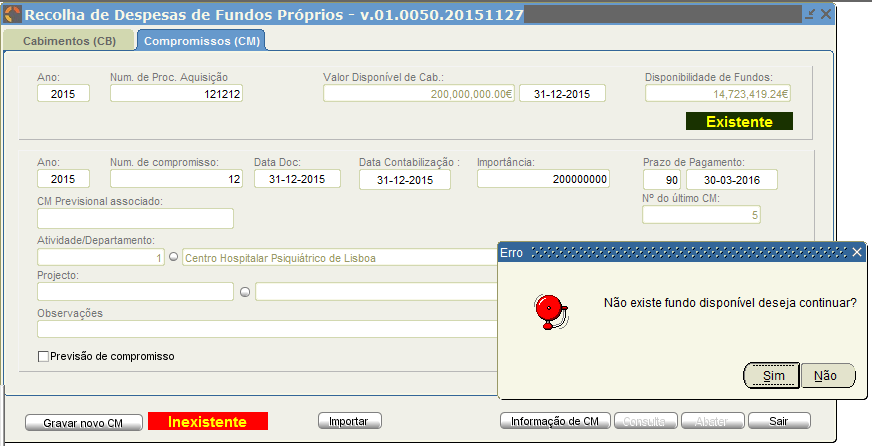 Recolha de Despesas de Fundos Próprios - v.01.0050.20151127
Cabimentos (CB) Compromissos (CM)
Ano: Num. de Proc. Aquisição Valor Disponível de Cab.: Disponibilidade de Fundos:
2015 121212 200,000,000.00€ 31-12-2015 14,723,419.24€
Existente
Ano: Num. de compromisso: Data Doc: Data Contabilização : Importância: Prazo de Pagamento:
2015 12 31-12-2015 31-12-2015 200000000 90 30-03-2016
CM Previsional associado: Nº do último CM:
5
Atividade/Departamento:
1 Centro Hospitalar Psiquiátrico de Lisboa
Projecto:
Observações
Previsão de compromisso
Erro
Não existe fundo disponível deseja continuar?
Sim Não
Gravar novo CM Inexistente Importar Informação de CM Consulta Abater Sair